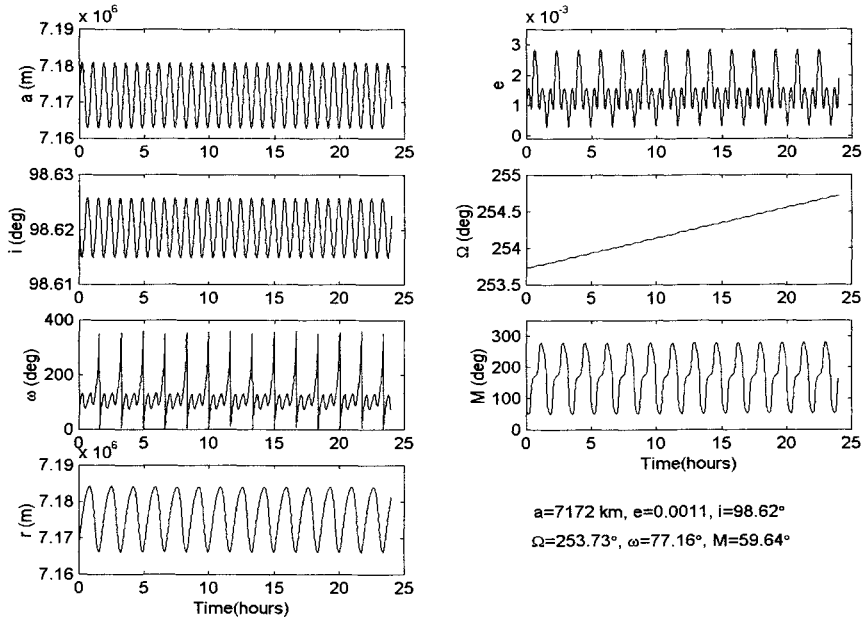 x 10⁶
7.19
7.18
7.17
7.16
a (m)
0 5 10 15 20 25
x 10⁻³
3
2
1
0
e
0 5 10 15 20 25
98.63
98.62
98.61
i (deg)
0 5 10 15 20 25
255
254.5
254
253.5
Ω (deg)
0 5 10 15 20 25
400
200
0
ω (deg)
0 5 10 15 20 25
300
200
100
0
M (deg)
0 5 10 15 20 25
Time(hours)
x 10⁶
7.19
7.18
7.17
7.16
r (m)
0 5 10 15 20 25
Time(hours)
a=7172 km, e=0.0011, i=98.62°
Ω=253.73°, ω=77.16°, M=59.64°